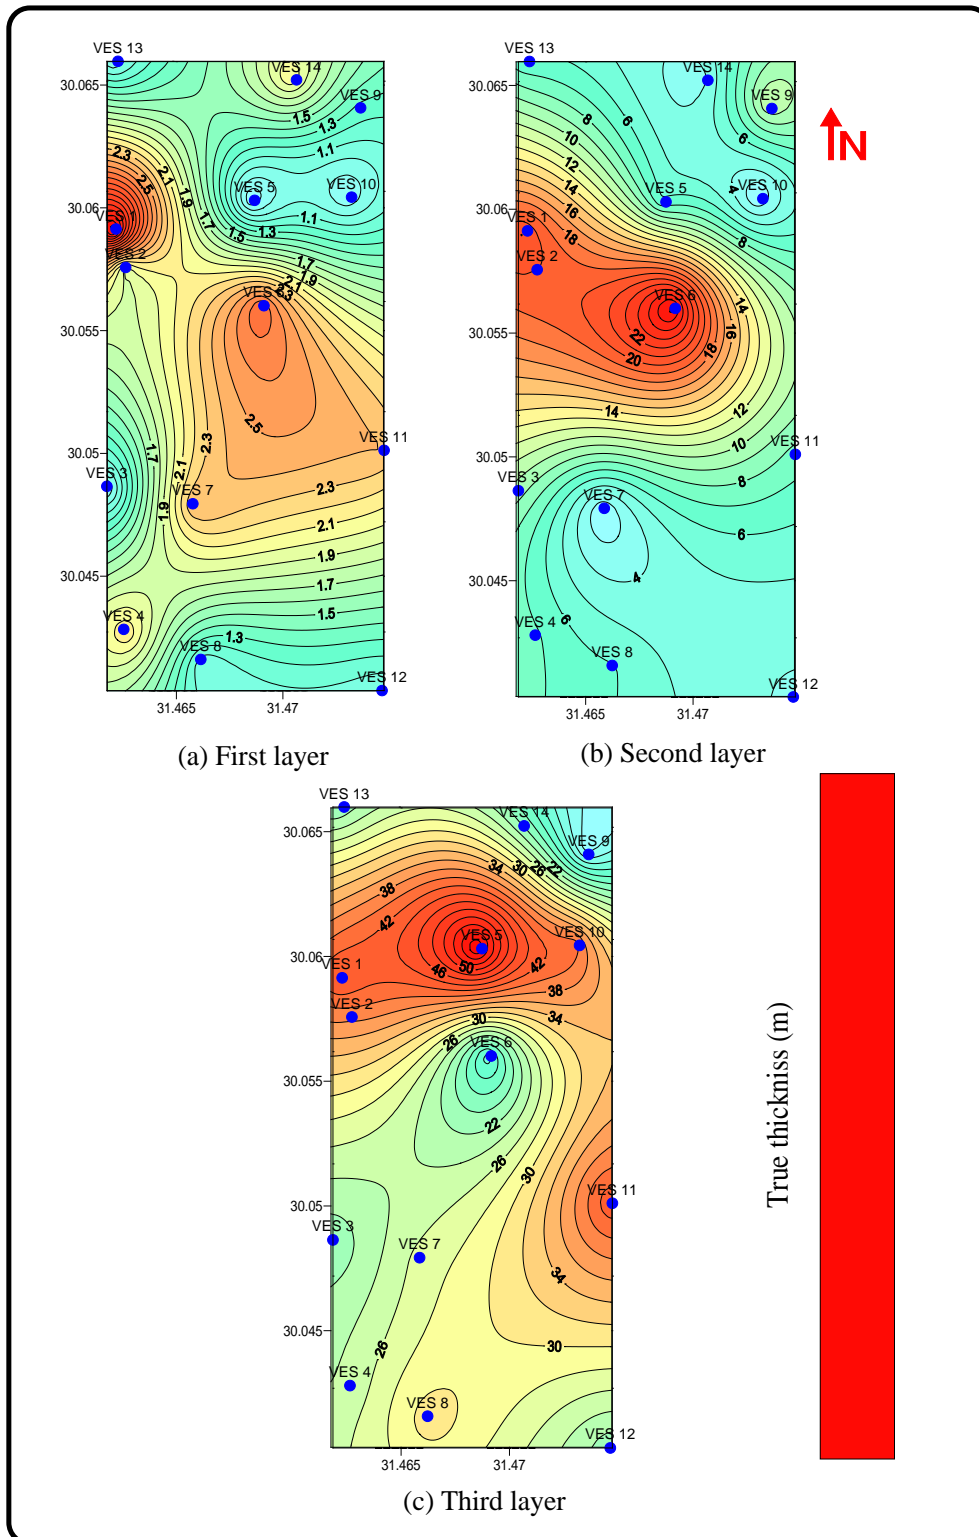 VES 13
VES 14
30.065
VES 9
1.5
1.3
1.1
2.3
2.5
2.1
1.9
1.7
1.5
1.3
VES 5
VES 10
1.1
30.06
VES 1
VES 2
1.7
1.9
2.1
2.3
VES 6
30.055
2.5
2.3
2.1
VES 11
30.05
1.7
VES 3
1.9
VES 7
2.3
2.1
1.9
1.7
1.5
1.3
30.045
VES 4
VES 8
VES 12
31.465
31.47
(a) First layer
VES 13
VES 14
30.065
VES 9
8
10
12
14
16
18
6
6
VES 5
4
VES 10
8
30.06
VES 1
VES 2
VES 6
14
16
18
22
20
30.055
14
12
10
8
6
VES 11
30.05
VES 3
VES 7
4
30.045
VES 4
6
VES 8
VES 12
31.465
31.47
(b) Second layer
N
VES 13
VES 14
30.065
VES 9
34
30
26
22
38
42
VES 5
VES 10
46
50
42
38
34
30.06
VES 1
VES 2
30
26
VES 6
30.055
22
26
30
VES 11
30.05
VES 3
VES 7
34
30.045
30
26
VES 4
VES 8
VES 12
31.465
31.47
(c) Third layer
True thickniss (m)